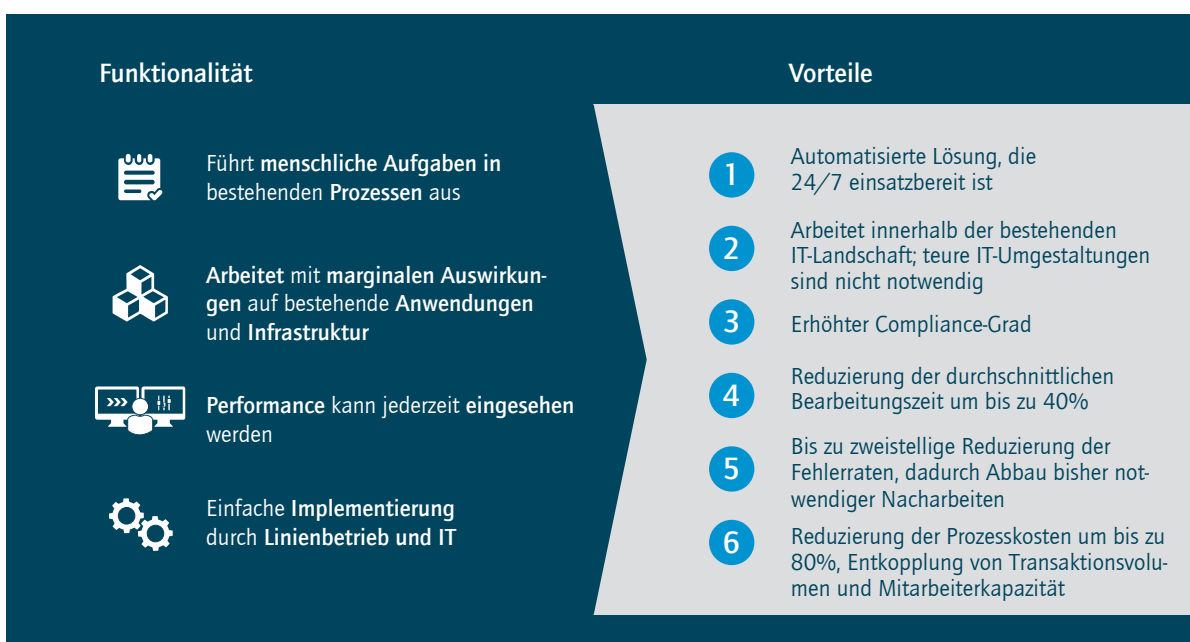 Funktionalität
Führt menschliche Aufgaben in
bestehenden Prozessen aus
Arbeitet mit marginalen Auswirkun-
gen auf bestehende Anwendungen
und Infrastruktur
Performance kann jederzeit eingesehen
werden
Einfache Implementierung
durch Linienbetrieb und IT
Vorteile
1
Automatisierte Lösung, die
24/7 einsatzbereit ist
2
Arbeitet innerhalb der bestehenden
IT-Landschaft; teure IT-Umgestaltungen
sind nicht notwendig
3
Erhöhter Compliance-Grad
4
Reduzierung der durchschnittlichen
Bearbeitungszeit um bis zu 40%
5
Bis zu zweistellige Reduzierung der
Fehlerraten, dadurch Abbau bisher not-
wendiger Nacharbeiten
6
Reduzierung der Prozesskosten um bis zu
80%, Entkopplung von Transaktionsvolu-
men und Mitarbeiterkapazität